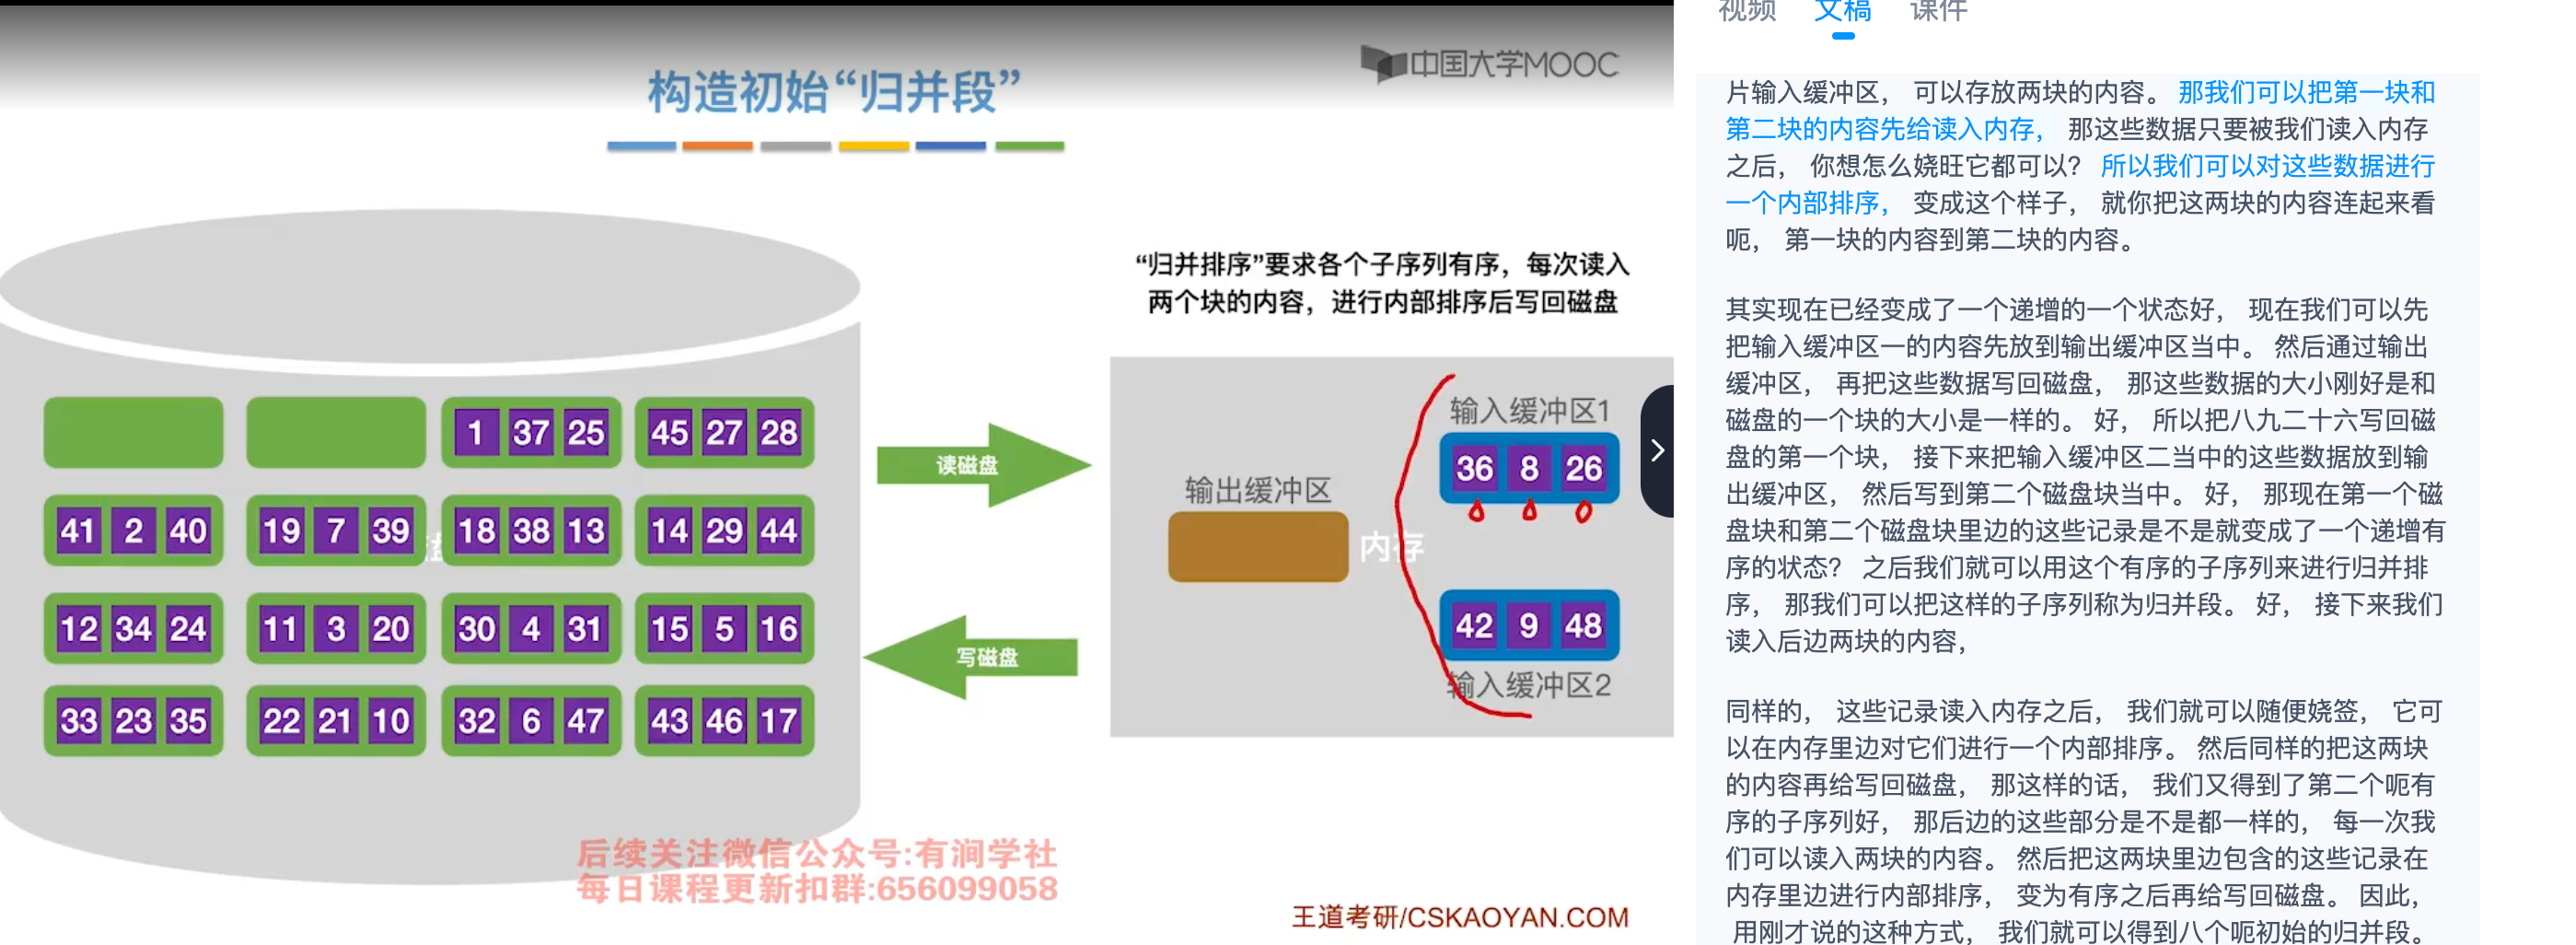 中国大学MOOC
构造初始“归并段”
“归并排序”要求各个子序列有序，每次读入
两个块的内容，进行内部排序后写回磁盘
1 37 25
45 27 28
41 2 40
19 7 39
18 38 13
14 29 44
12 34 24
11 3 20
30 4 31
15 5 16
33 23 35
22 21 10
32 6 47
43 46 17
读磁盘
写磁盘
输入缓冲区1
36 8 26
输出缓冲区
内存
42 9 48
输入缓冲区2
后续关注微信公众号:有涧学社
每日课程更新扣群:656099058
王道考研/CSKAOYAN.COM
视频 文稿 课件
片输入缓冲区， 可以存放两块的内容。 那我们可以把第一块和
第二块的内容先给读入内存， 那这些数据只要被我们读入内存
之后， 你想怎么娆旺它都可以？ 所以我们可以对这些数据进行
一个内部排序， 变成这个样子， 就你把这两块的内容连起来看
呃， 第一块的内容到第二块的内容。
其实现在已经变成了一个递增的一个状态好， 现在我们可以先
把输入缓冲区一的内容先放到输出缓冲区当中。 然后通过输出
缓冲区， 再把这些数据写回磁盘， 那这些数据的大小刚好是和
磁盘的一个块的大小是一样的。 好， 所以把八九二十六写回磁
盘的第一个块， 接下来把输入缓冲区二当中的这些数据放到输
出缓冲区， 然后写到第二个磁盘块当中。 好， 那现在第一个磁
盘块和第二个磁盘块里边的这些记录是不是就变成了一个递增有
序的状态？ 之后我们就可以用这个有序的子序列来进行归并排
序， 那我们可以把这样的子序列称为归并段。 好， 接下来我们
读入后边两块的内容，
同样的， 这些记录读入内存之后， 我们就可以随便娆签， 它可
以在内存里边对它们进行一个内部排序。 然后同样的把这两块
的内容再给写回磁盘， 那这样的话， 我们又得到了第二个呃有
序的子序列好， 那后边的这些部分是不是都一样的， 每一次我
们可以读入两块的内容。 然后把这两块里边包含的这些记录在
内存里边进行内部排序， 变为有序之后再给写回磁盘。 因此，
用刚才说的这种方式， 我们就可以得到八个呃初始的归并段。